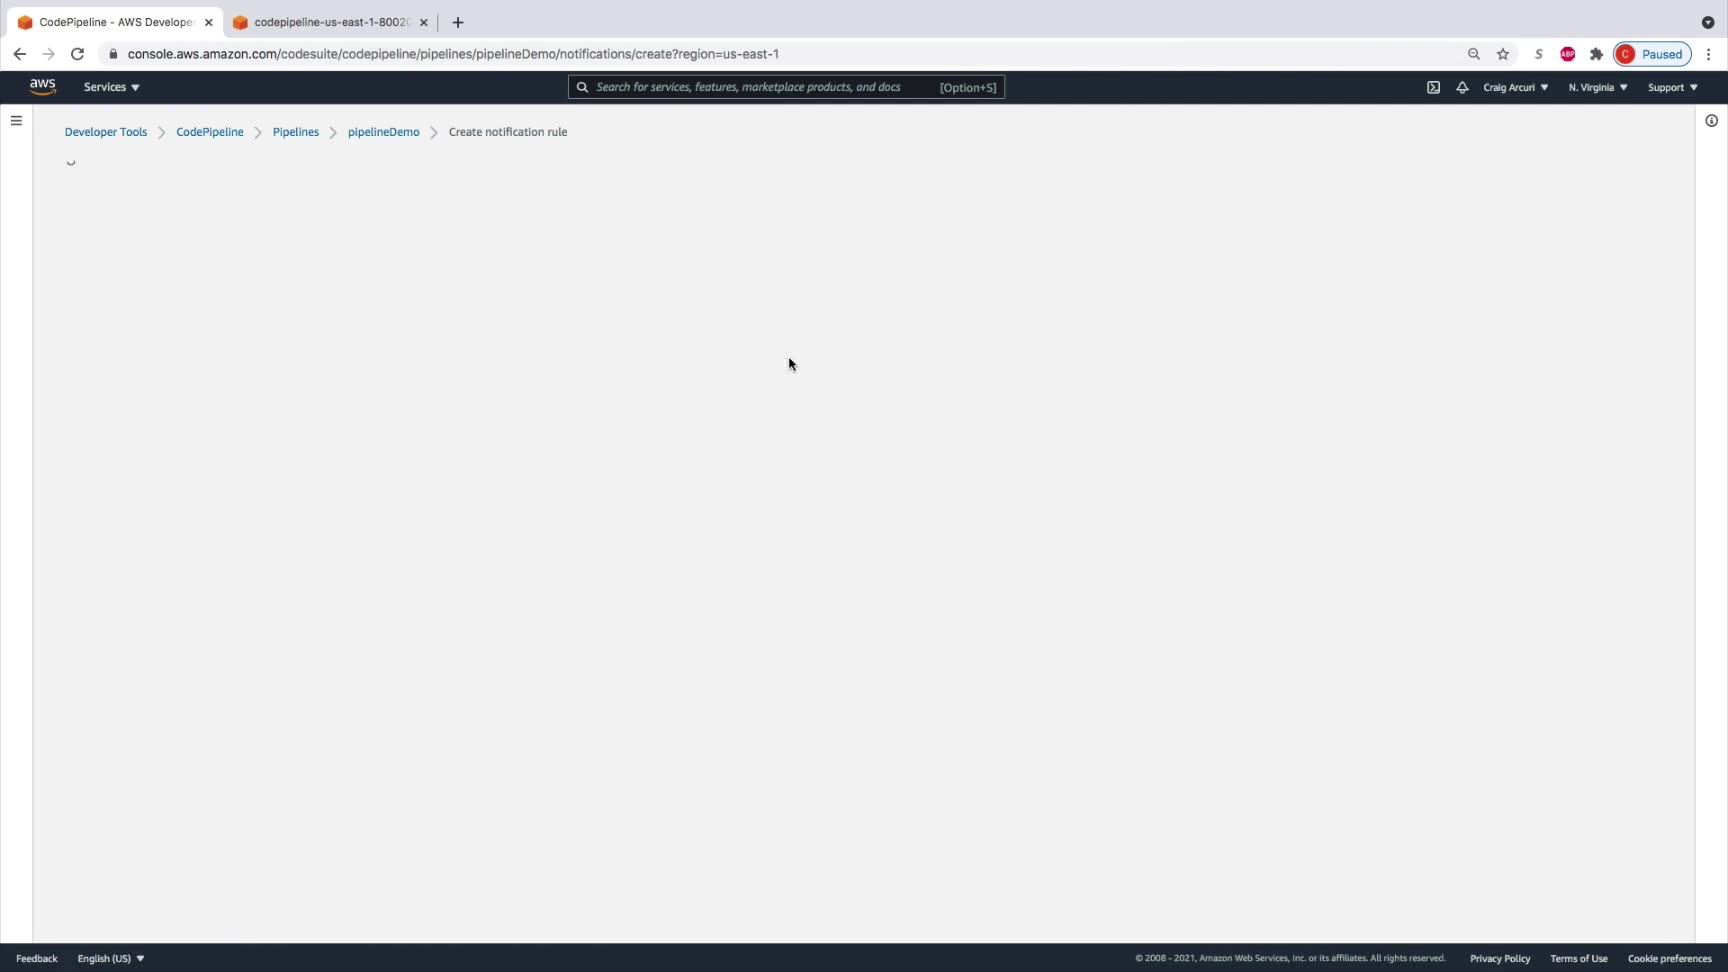 CodePipeline - AWS Develope
codepipeline-us-east-1-8002
console.aws.amazon.com/codesuite/codepipeline/pipelines/pipelineDemo/notifications/create?region=us-east-1
S
ABP
C Paused
aws
Services
Search for services, features, marketplace products, and docs [Option+S]
Craig Arcuri
N. Virginia
Support
Developer Tools
CodePipeline
Pipelines
pipelineDemo
Create notification rule
Feedback
English (US)
© 2008 - 2021, Amazon Web Services, Inc. or its affiliates. All rights reserved.
Privacy Policy
Terms of Use
Cookie preferences